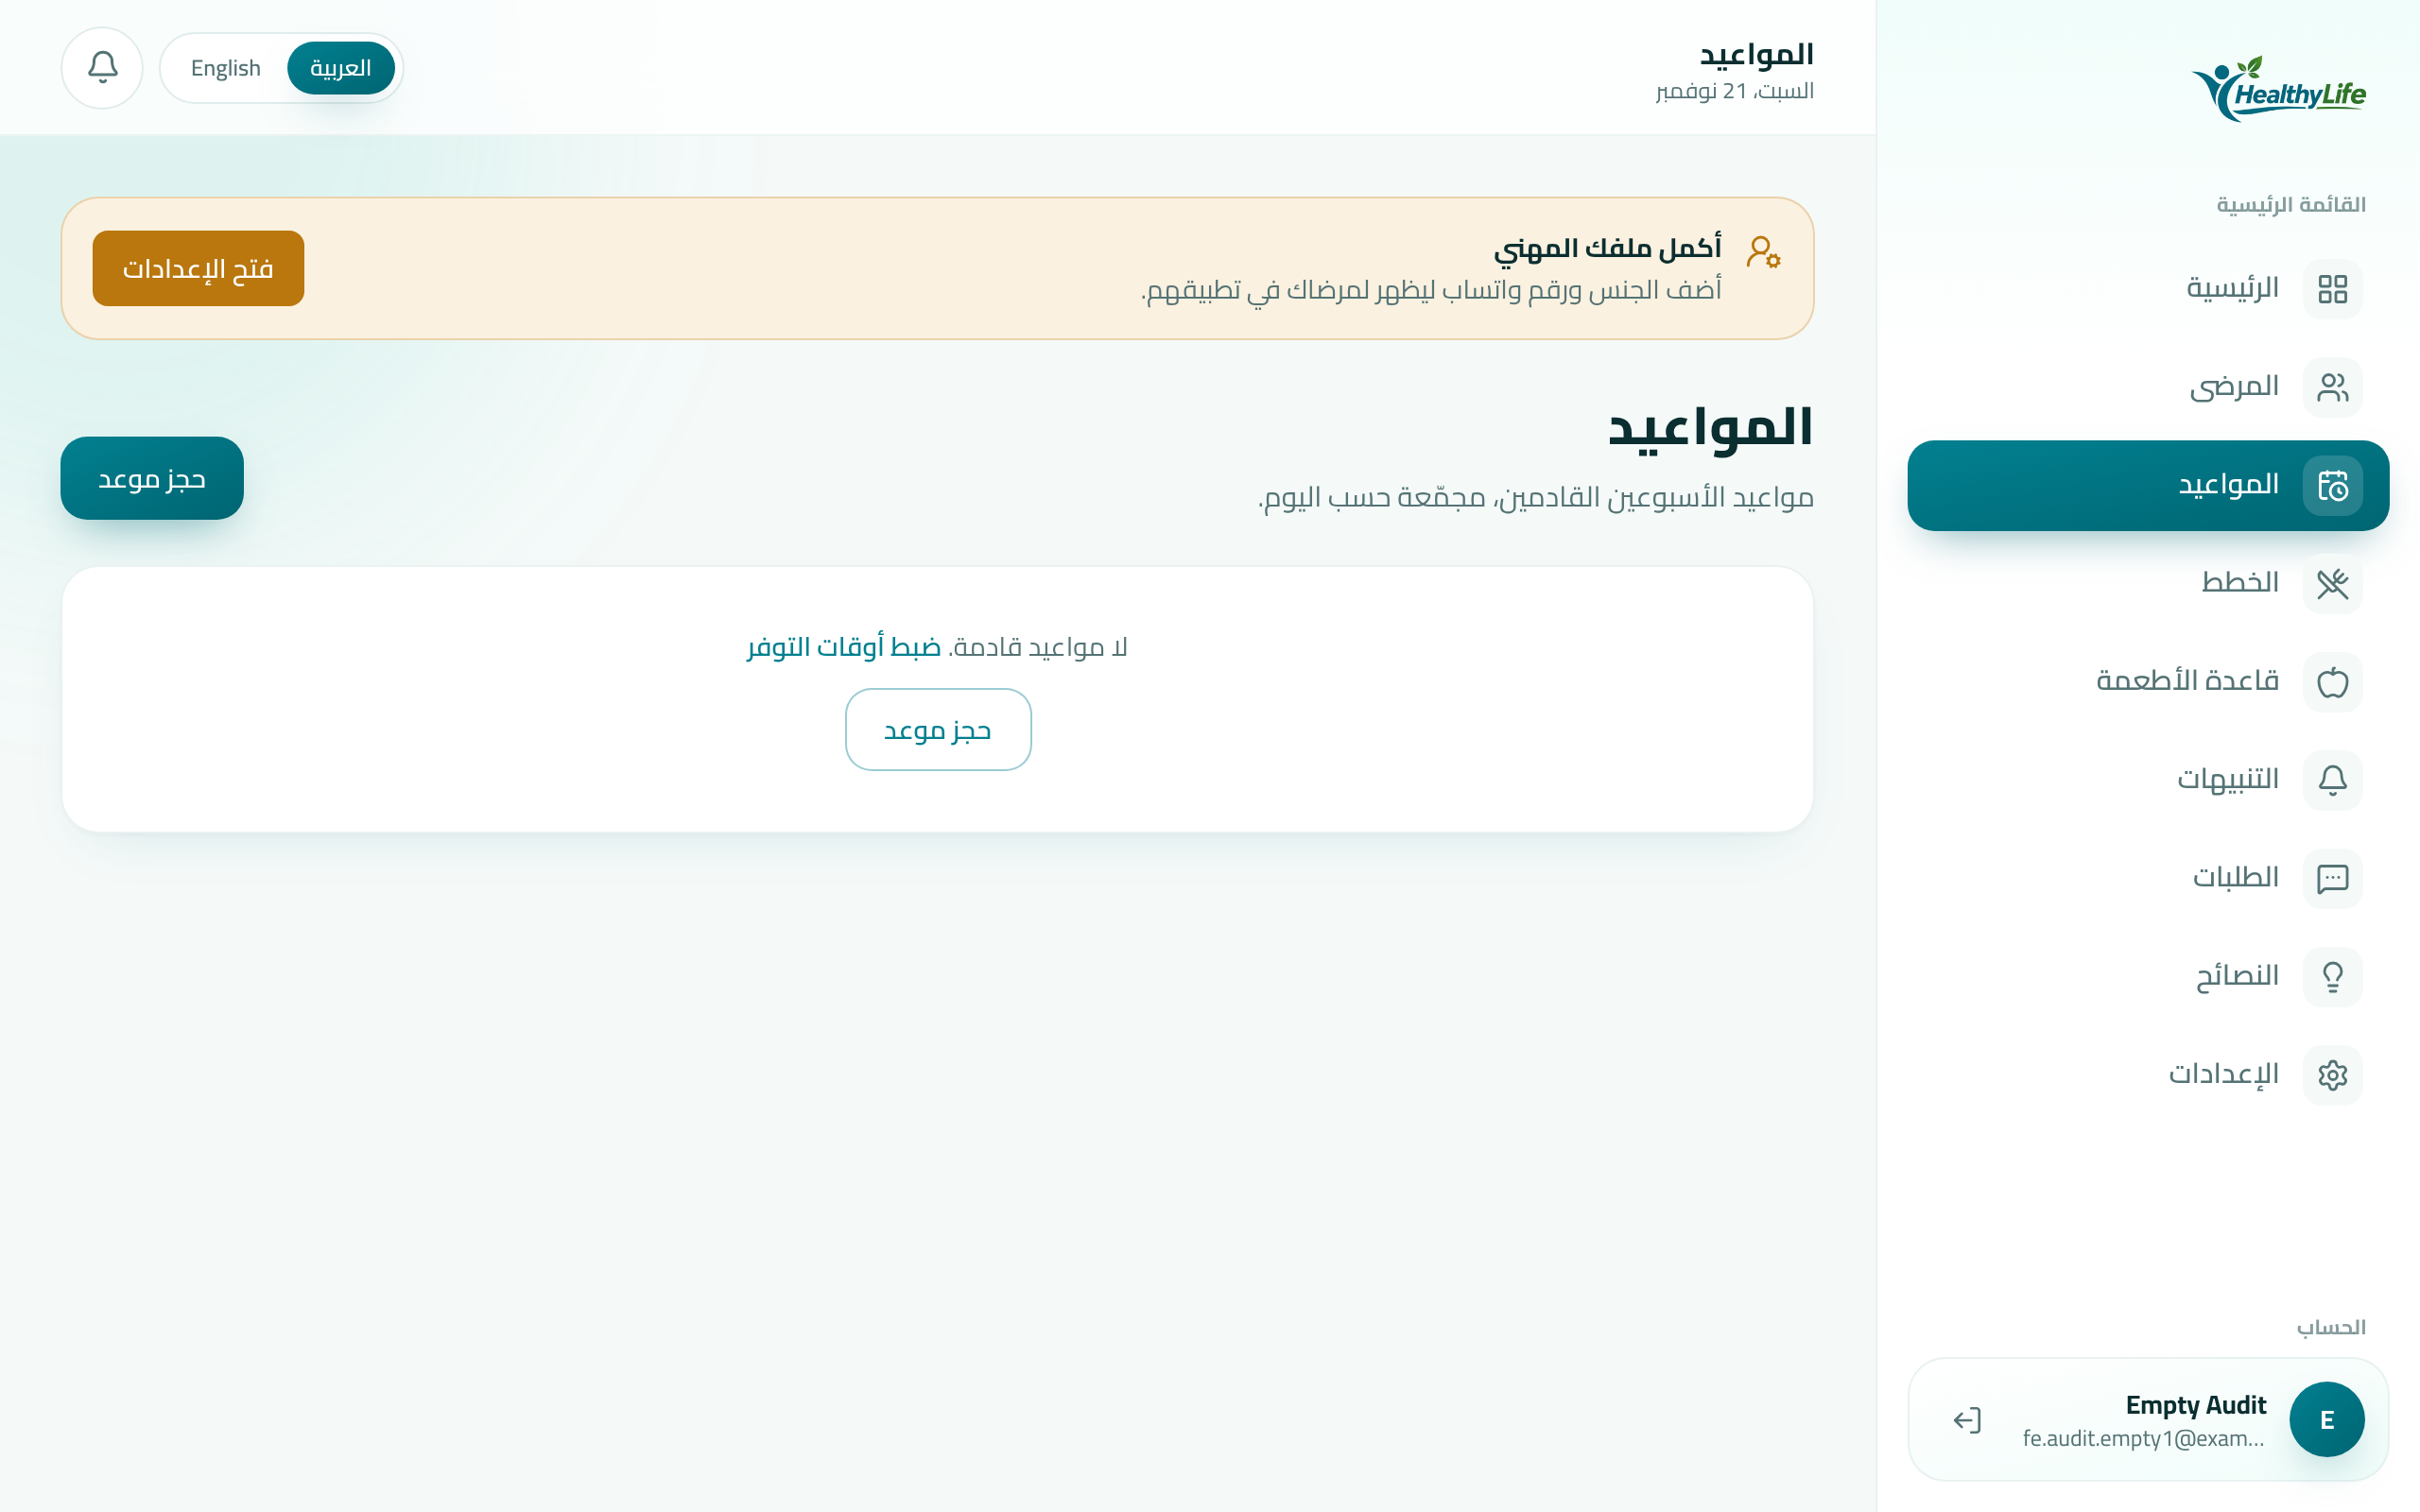 HealthyLife
القائمة الرئيسية
الرئيسية
المرضى
المواعيد
الخطط
قاعدة الأطعمة
التنبيهات
الطلبات
النصائح
الإعدادات
الحساب
E
Empty Audit
fe.audit.empty1@exam...
المواعيد
السبت، 21 نوفمبر
العربية
English
أكمل ملفك المهني
أضف الجنس ورقم واتساب ليظهر لمرضاك في تطبيقهم.
فتح الإعدادات
المواعيد
مواعيد الأسبوعين القادمين، مجمّعة حسب اليوم.
حجز موعد
لا مواعيد قادمة. ضبط أوقات التوفر
حجز موعد